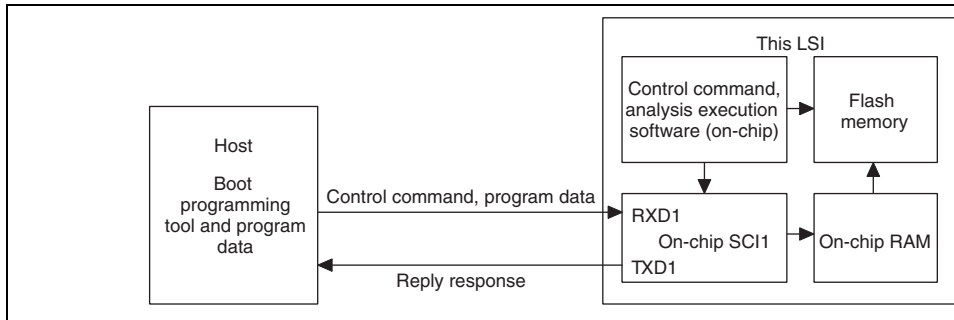 This LSI
Control command,
analysis execution
software (on-chip)
Flash
memory
Host
Boot
programming
tool and program
data
Control command, program data
RXD1
On-chip SCI1
TXD1
On-chip RAM
Reply response